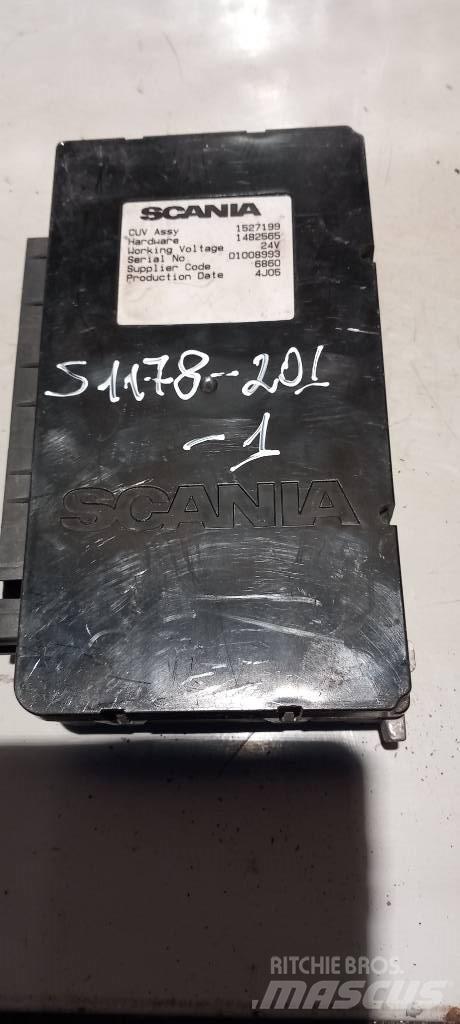 SCANIA
CUV Assy 1527199
Hardware 1482565
Working Voltage 24V
Serial No 01008993
Supplier Code 6860
Production Date 4J06
S1178--201
-1
SCANIA
RITCHIE BROS.
MASCUS